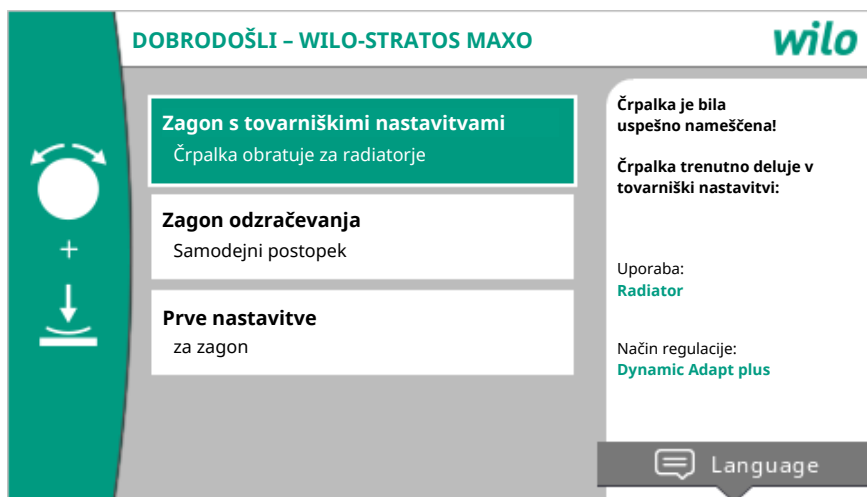 DOBRODOŠLI – WILO-STRATOS MAXO
wilo
Zagon s tovarniškimi nastavitvami
Črpalka obratuje za radiatorje
Zagon odzračevanja
Samodejni postopek
Prve nastavitve
za zagon
Črpalka je bila
uspešno nameščena!
Črpalka trenutno deluje v
tovarniški nastavitvi:
Uporaba:
Radiator
Način regulacije:
Dynamic Adapt plus
Language